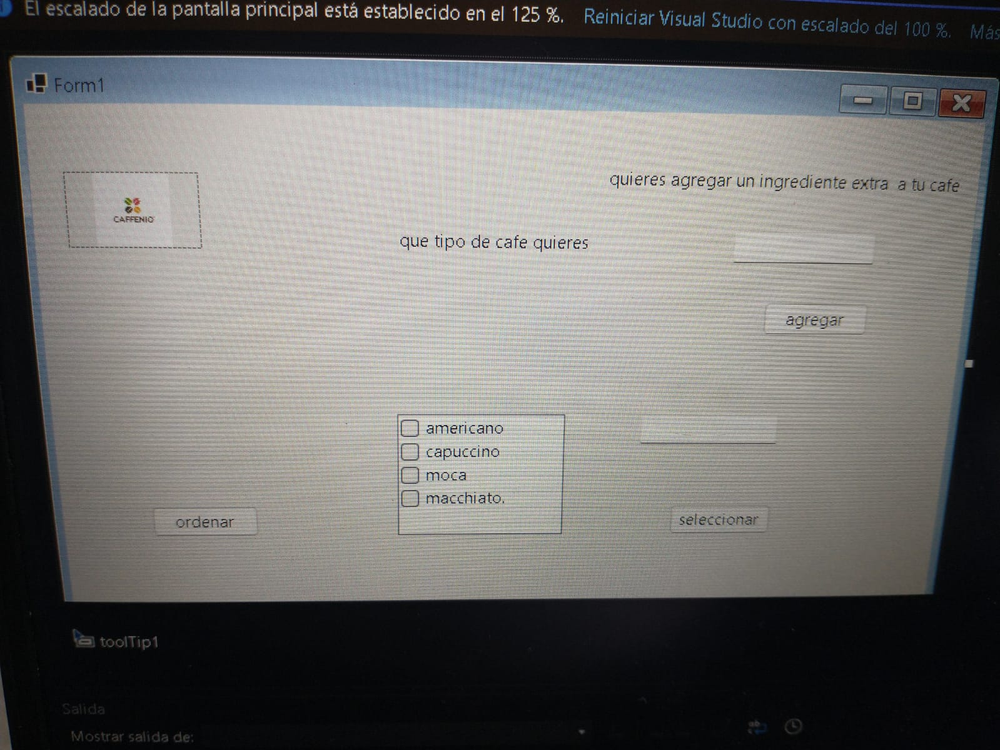 El escalado de la pantalla principal está establecido en el 125 %. Reiniciar Visual Studio con escalado del 100 %. Más
Form1
quieres agregar un ingrediente extra a tu cafe
CAFFENIO
que tipo de cafe quieres
agregar
americano
capuccino
moca
macchiato.
ordenar
seleccionar
toolTip1
Salida
Mostrar salida de: